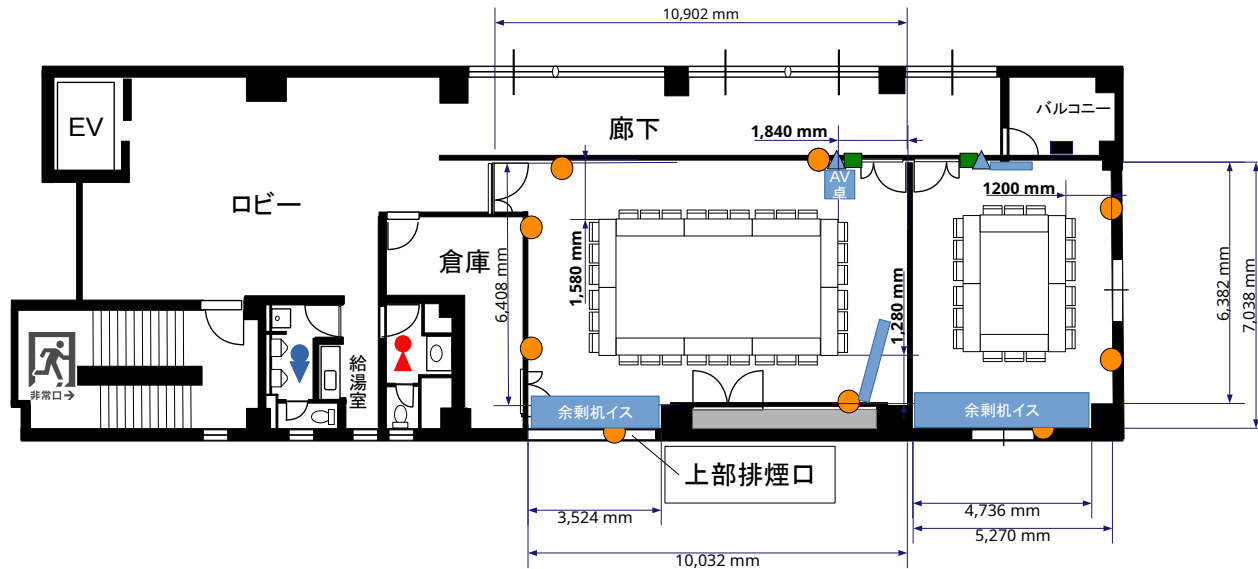 10,902 mm
EV
バルコニー
廊下
1,840 mm
AV
卓
1200 mm
ロビー
倉庫
6,408 mm
1,580 mm
1,280 mm
6,382 mm
7,038 mm
非常口→
給湯室
余剰机イス
余剰机イス
上部排煙口
3,524 mm
4,736 mm
5,270 mm
10,032 mm